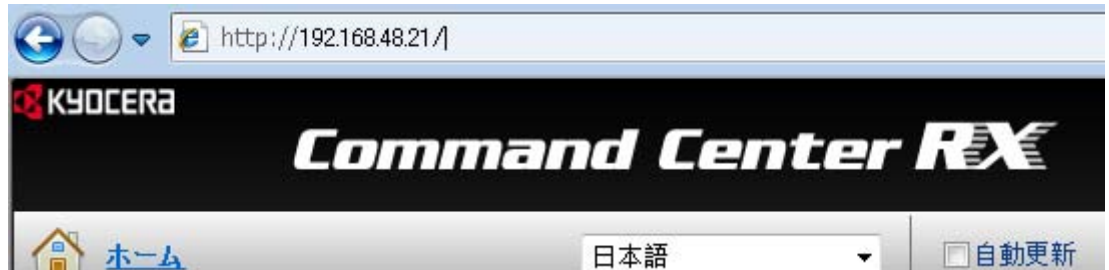 http://192.168.48.21/
KYOCERA
Command Center RX
ホーム
日本語
自動更新